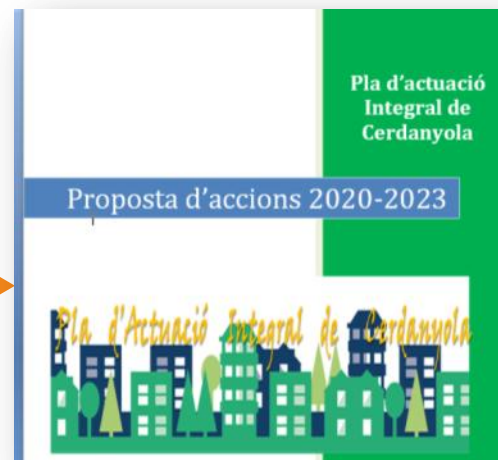 Pla d'actuació
Integral de
Cerdanyola
Proposta d'accions 2020-2023
Pla d'Actuació Integral de Cerdanyola